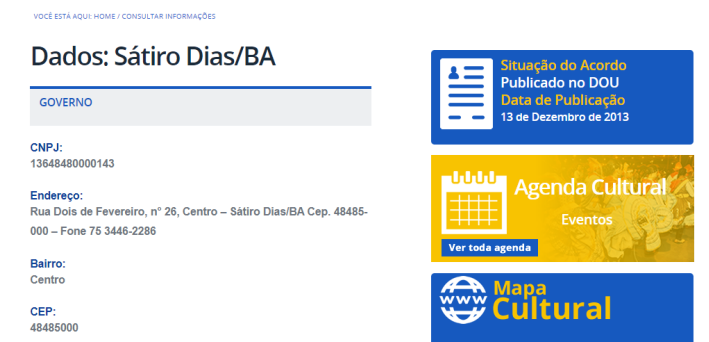 VOCÊ ESTÁ AQUI: HOME / CONSULTAR INFORMAÇÕES
Dados: Sátiro Dias/BA
GOVERNO
CNPJ:
13648480000143
Endereço:
Rua Dois de Fevereiro, n° 26, Centro – Sátiro Dias/BA Cep. 48485-
000 – Fone 75 3446-2286
Bairro:
Centro
CEP:
48485000
Situação do Acordo
Publicado no DOU
Data de Publicação
13 de Dezembro de 2013
Agenda Cultural
Eventos
Ver toda agenda
www
Mapa
Cultural